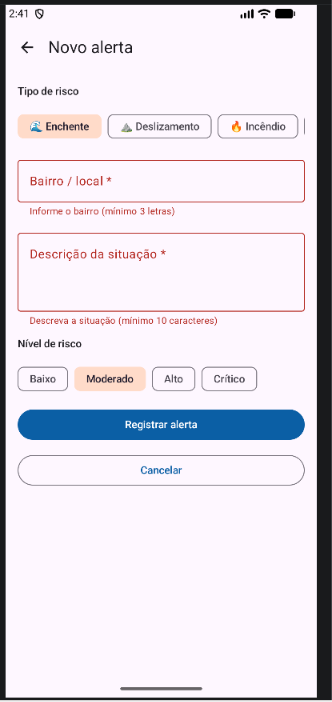 2:41
Novo alerta
Tipo de risco
🌊 Enchente ⛰️ Deslizamento 🔥 Incêndio
Bairro / local *
Informe o bairro (mínimo 3 letras)
Descrição da situação *
Descreva a situação (mínimo 10 caracteres)
Nível de risco
Baixo Moderado Alto Crítico
Registrar alerta
Cancelar